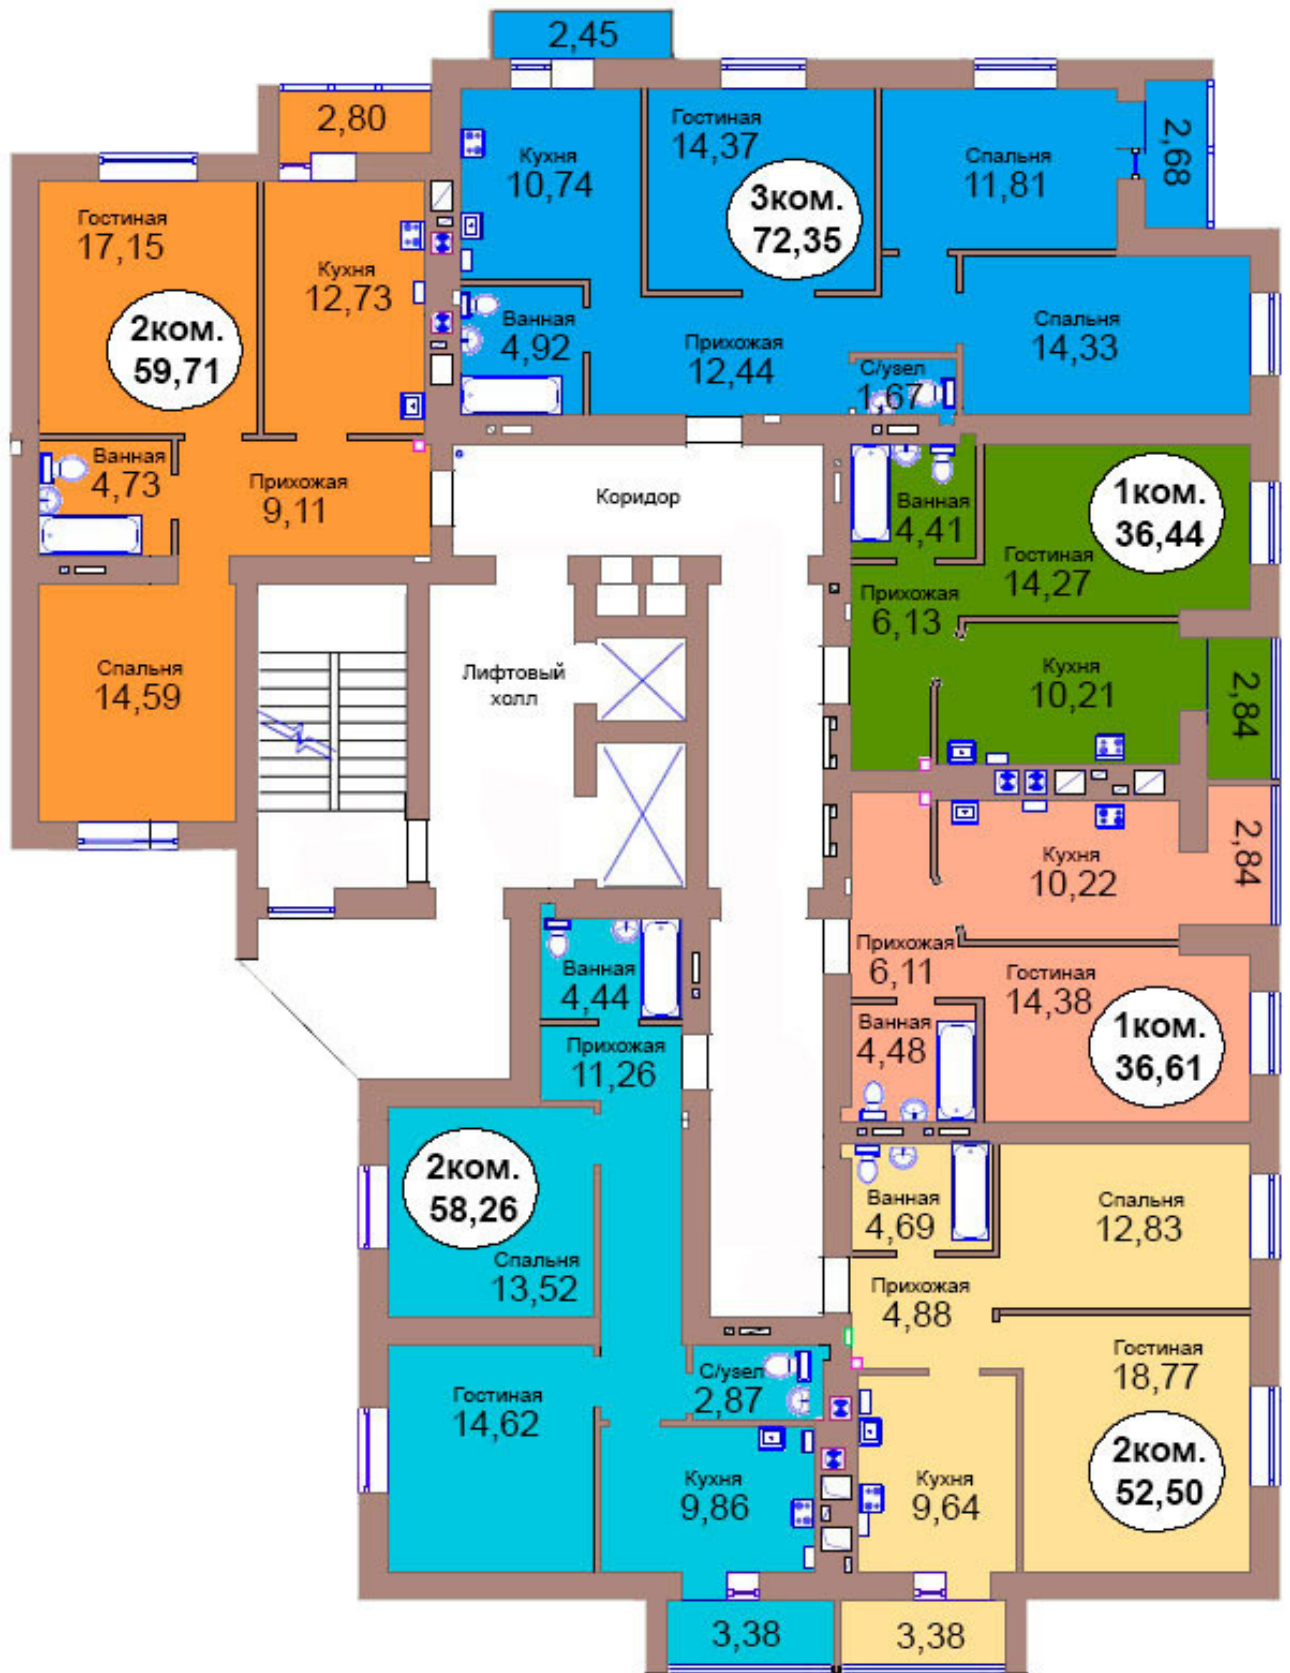 2,45
2,80
2,68
Гостиная
17,15
Кухня
12,73
2ком.
59,71
Ванная
4,73
Прихожая
9,11
Спальня
14,59
Кухня
10,74
Гостиная
14,37
3ком.
72,35
Спальня
11,81
Ванная
4,92
Прихожая
12,44
С/узел
1,67
Спальня
14,33
Коридор
Лифтовый
холл
Ванная
4,41
1ком.
36,44
Гостиная
14,27
Прихожая
6,13
Кухня
10,21
2,84
Кухня
10,22
2,84
Прихожая
6,11
Гостиная
14,38
Ванная
4,48
1ком.
36,61
Ванная
4,44
Прихожая
11,26
2ком.
58,26
Спальня
13,52
Гостиная
14,62
С/узел
2,87
Кухня
9,86
3,38
Ванная
4,69
Спальня
12,83
Прихожая
4,88
Гостиная
18,77
2ком.
52,50
Кухня
9,64
3,38